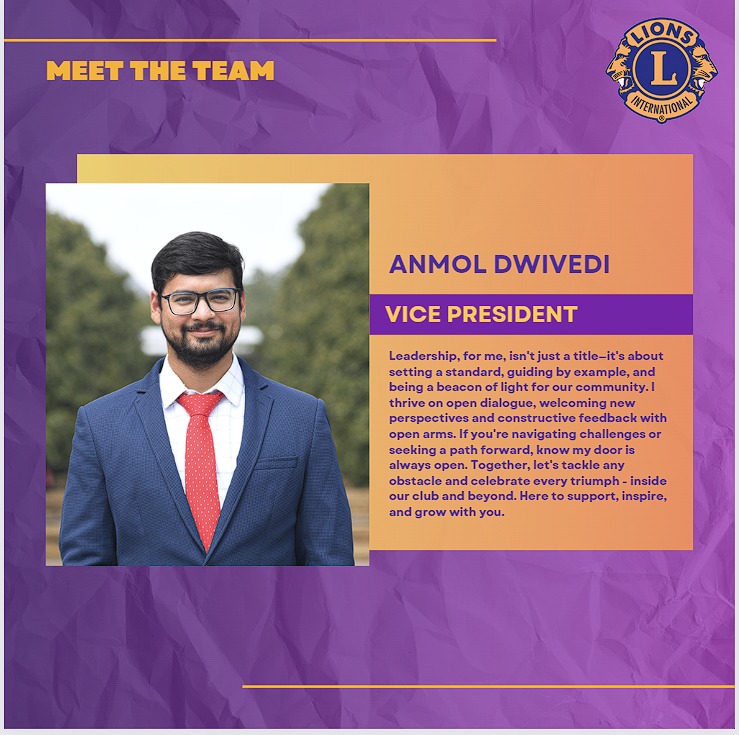 MEET THE TEAM
LIONS
L
INTERNATIONAL
®
ANMOL DWIVEDI
VICE PRESIDENT
Leadership, for me, isn't just a title—it's about
setting a standard, guiding by example, and
being a beacon of light for our community. I
thrive on open dialogue, welcoming new
perspectives and constructive feedback with
open arms. If you're navigating challenges or
seeking a path forward, know my door is
always open. Together, let's tackle any
obstacle and celebrate every triumph - inside
our club and beyond. Here to support, inspire,
and grow with you.